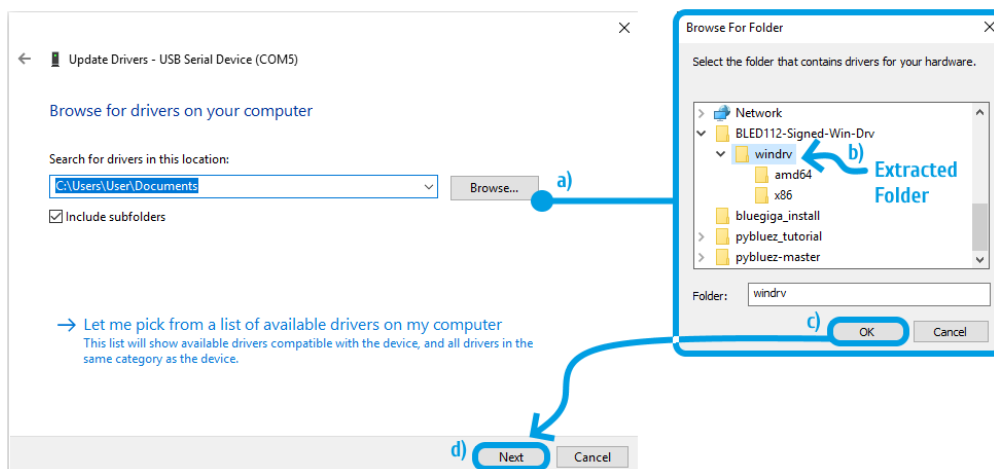 Update Drivers - USB Serial Device (COM5)
Browse for drivers on your computer
Search for drivers in this location:
C:\Users\User\Documents
Browse...
a)
Include subfolders
Let me pick from a list of available drivers on my computer
This list will show available drivers compatible with the device, and all drivers in the
same category as the device.
d)
Next
Cancel
Browse For Folder
Select the folder that contains drivers for your hardware.
Network
BLED112-Signed-Win-Drv
windrv
b)
Extracted
Folder
amd64
x86
bluegiga_install
pybluez_tutorial
pybluez-master
Folder:
windrv
c)
OK
Cancel